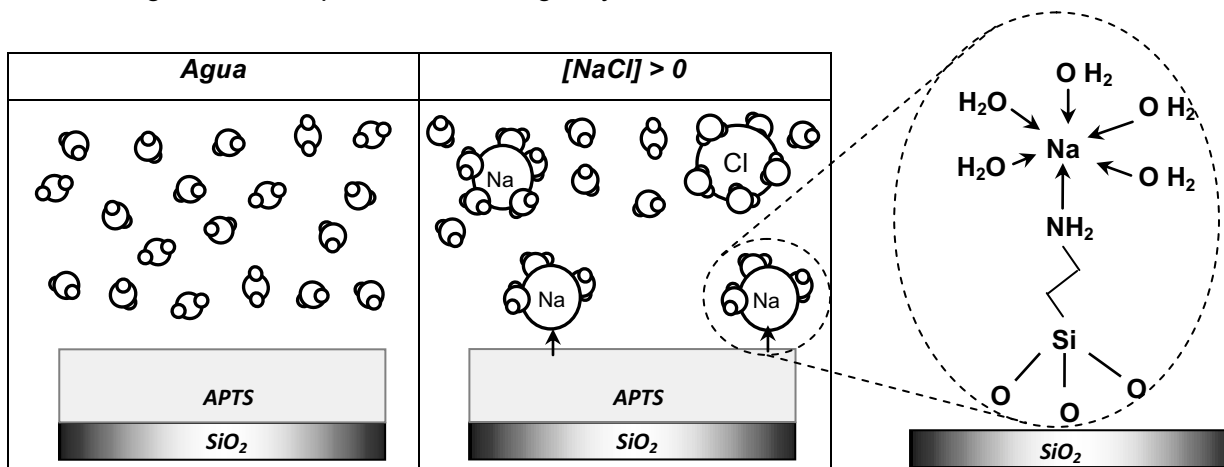 Agua
[NaCl] > 0
Na
Cl
Na
Na
APTS
SiO₂
APTS
SiO₂
O H₂
H₂O
O H₂
Na
H₂O
O H₂
NH₂
Si
O
O
O
SiO₂